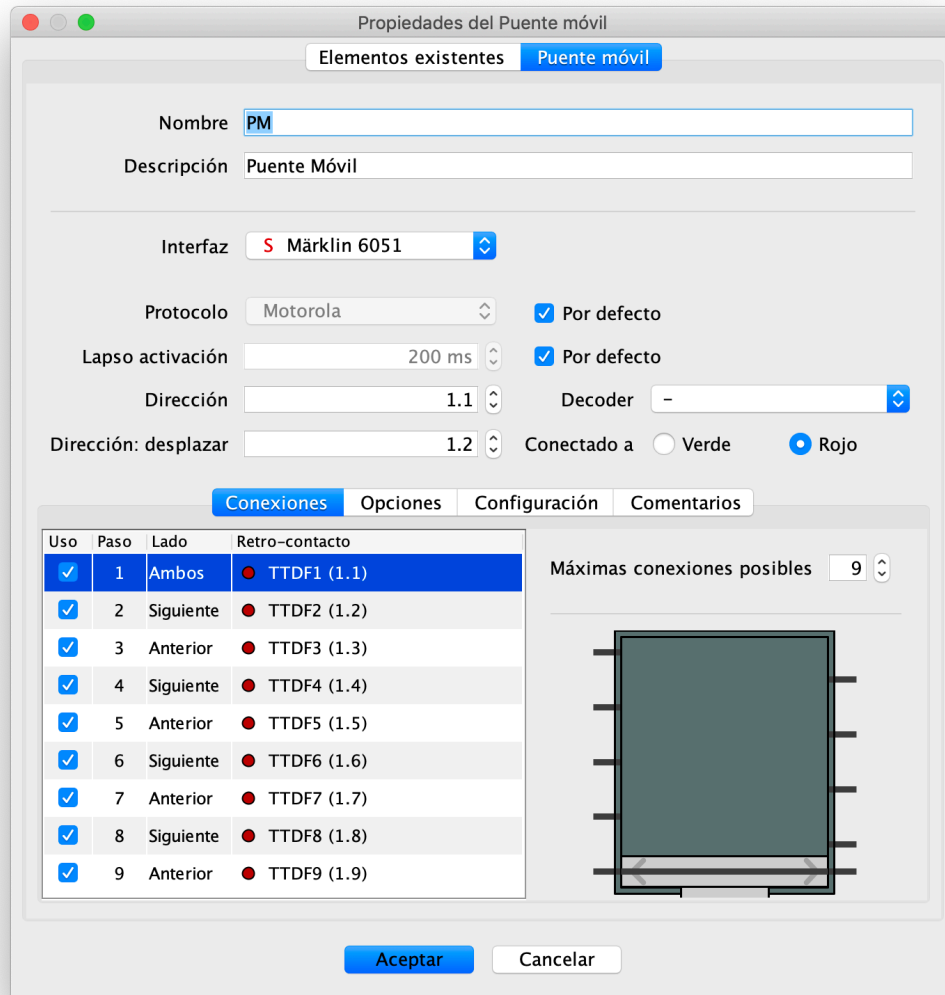 Propiedades del Puente móvil
Elementos existentes Puente móvil
Nombre PM
Descripción Puente Móvil
Interfaz S Märklin 6051
Protocolo Motorola Por defecto
Lapso activación 200 ms Por defecto
Dirección 1.1 Decoder –
Dirección: desplazar 1.2 Conectado a Verde Rojo
Conexiones Opciones Configuración Comentarios
Uso Paso Lado Retro-contacto
1 Ambos TTDF1 (1.1)
Máximas conexiones posibles 9
2 Siguiente TTDF2 (1.2)
3 Anterior TTDF3 (1.3)
4 Siguiente TTDF4 (1.4)
5 Anterior TTDF5 (1.5)
6 Siguiente TTDF6 (1.6)
7 Anterior TTDF7 (1.7)
8 Siguiente TTDF8 (1.8)
9 Anterior TTDF9 (1.9)
Aceptar Cancelar